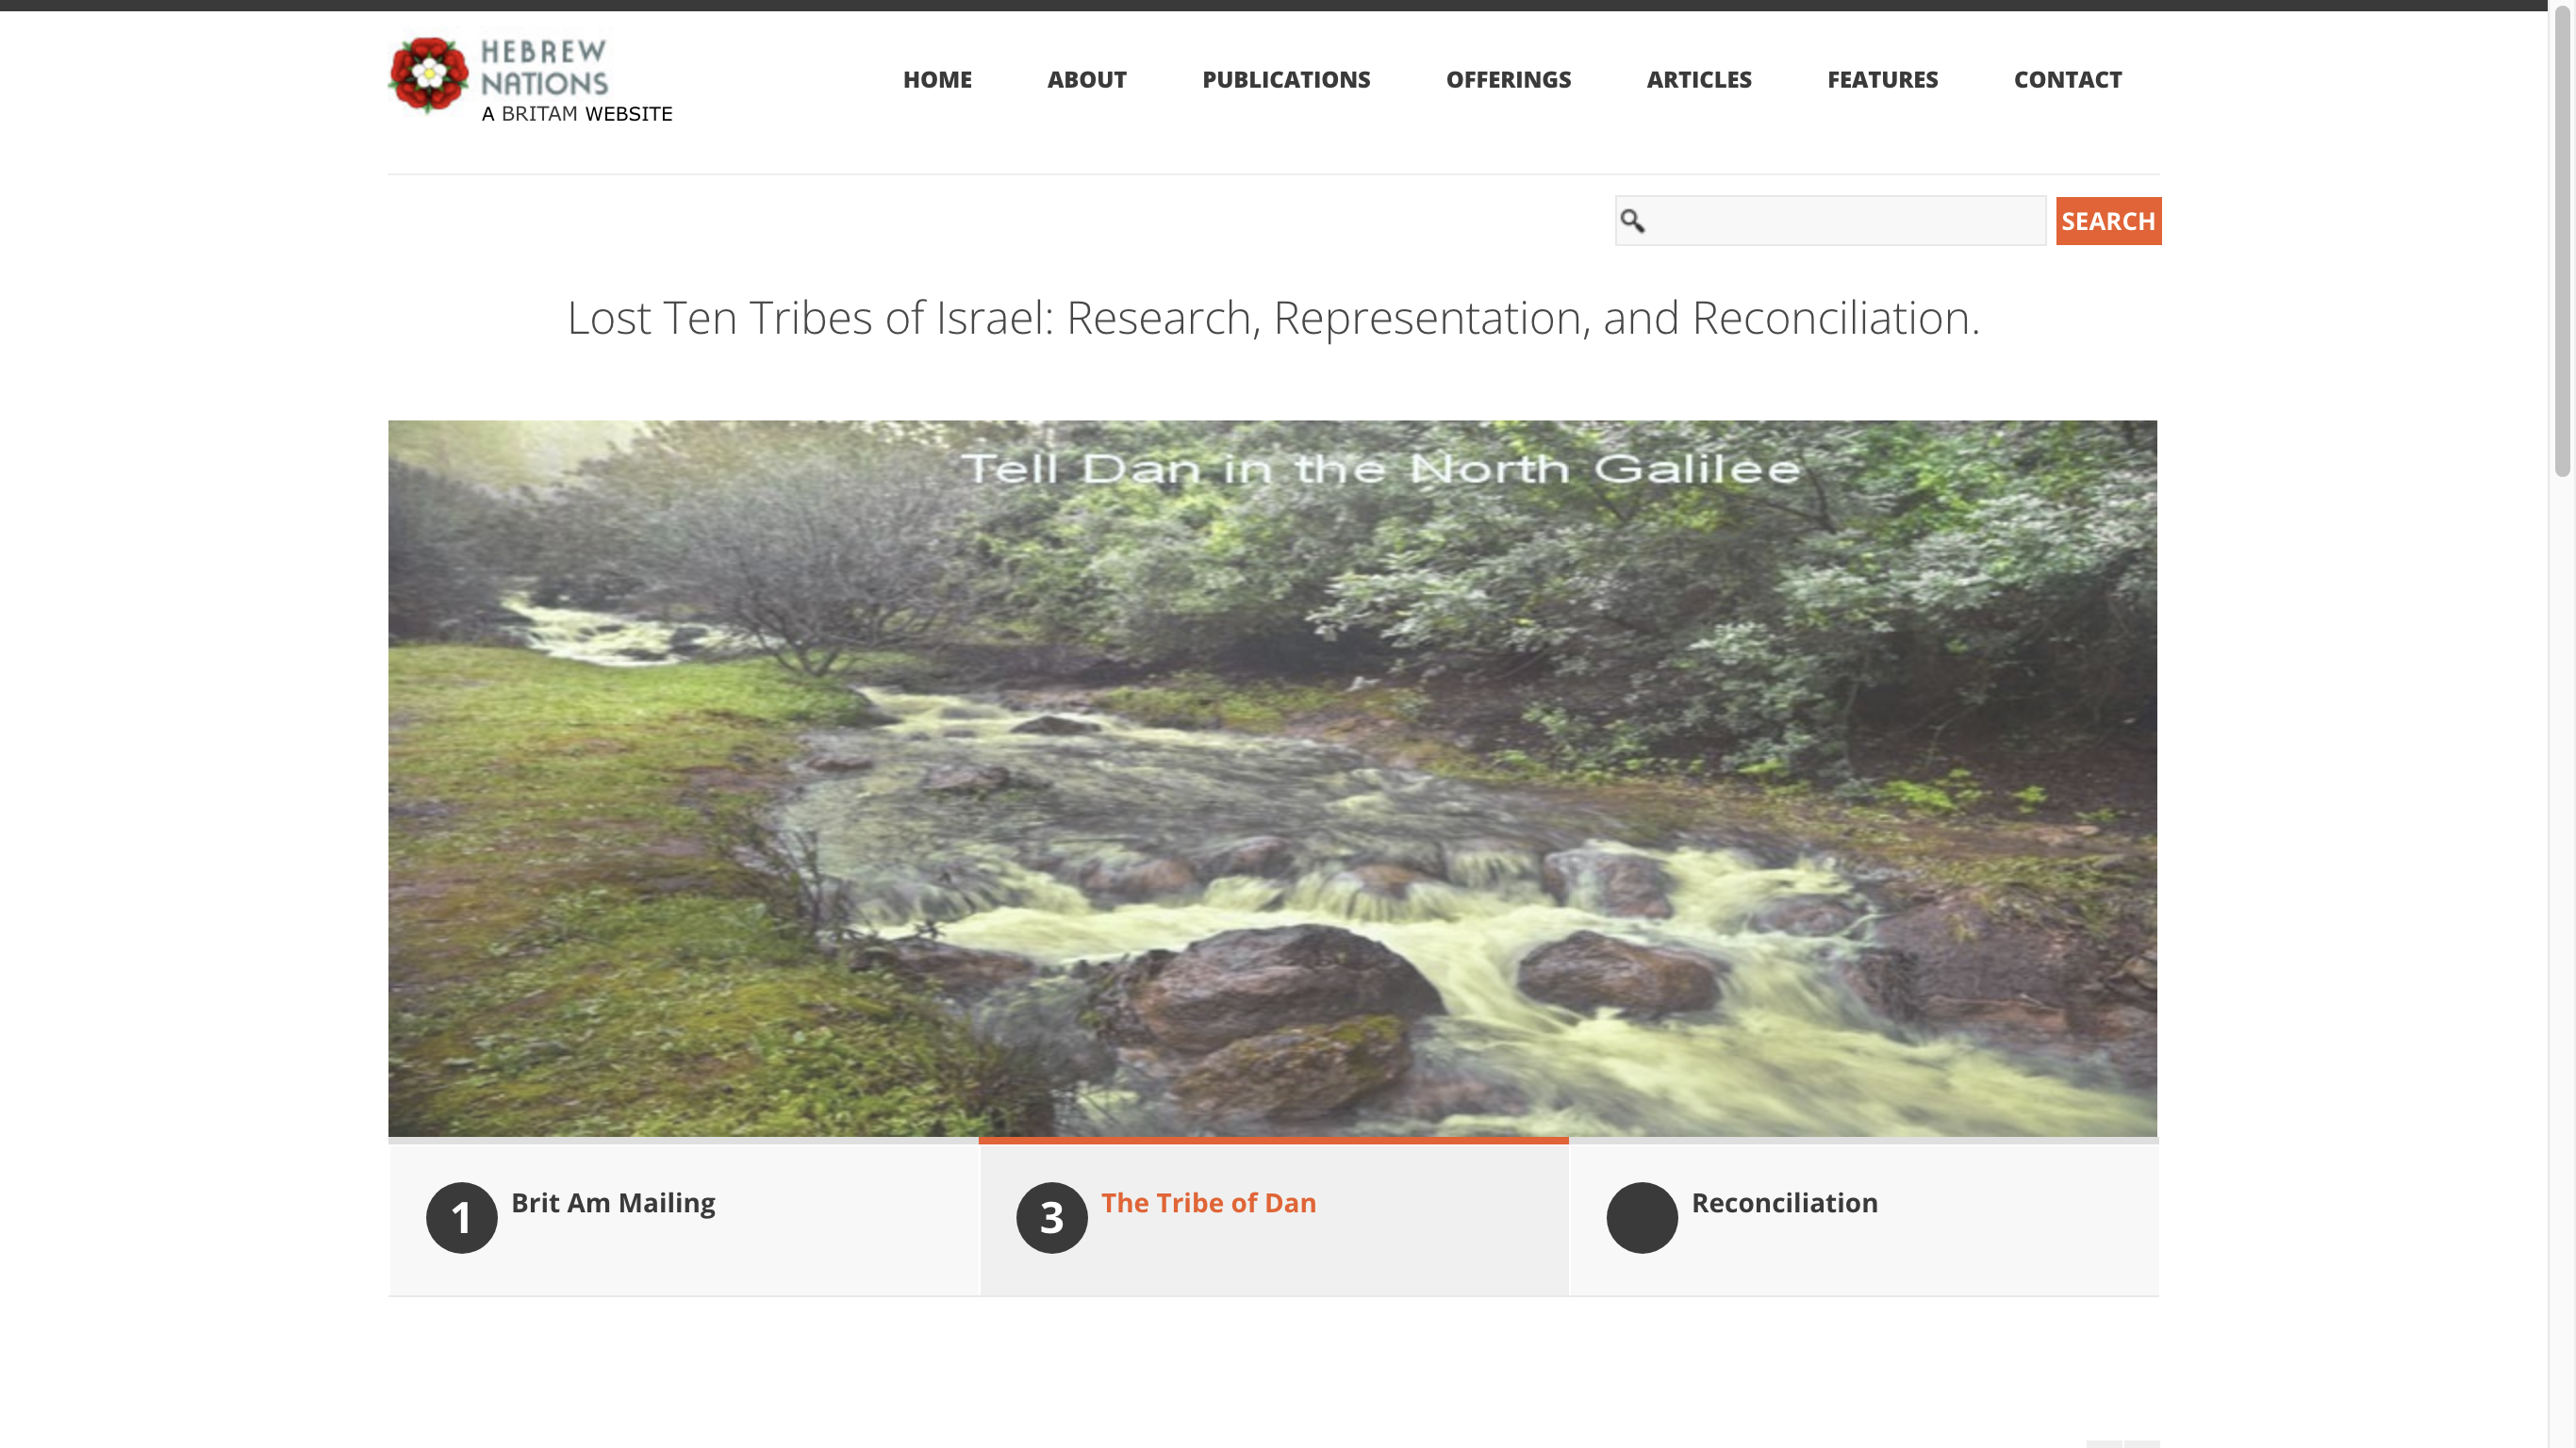 HEBREW
NATIONS
A BRITAM WEBSITE
HOME ABOUT PUBLICATIONS OFFERINGS ARTICLES FEATURES CONTACT
SEARCH
Lost Ten Tribes of Israel: Research, Representation, and Reconciliation.
Tell Dan in the North Galilee
1 Brit Am Mailing
3 The Tribe of Dan
Reconciliation